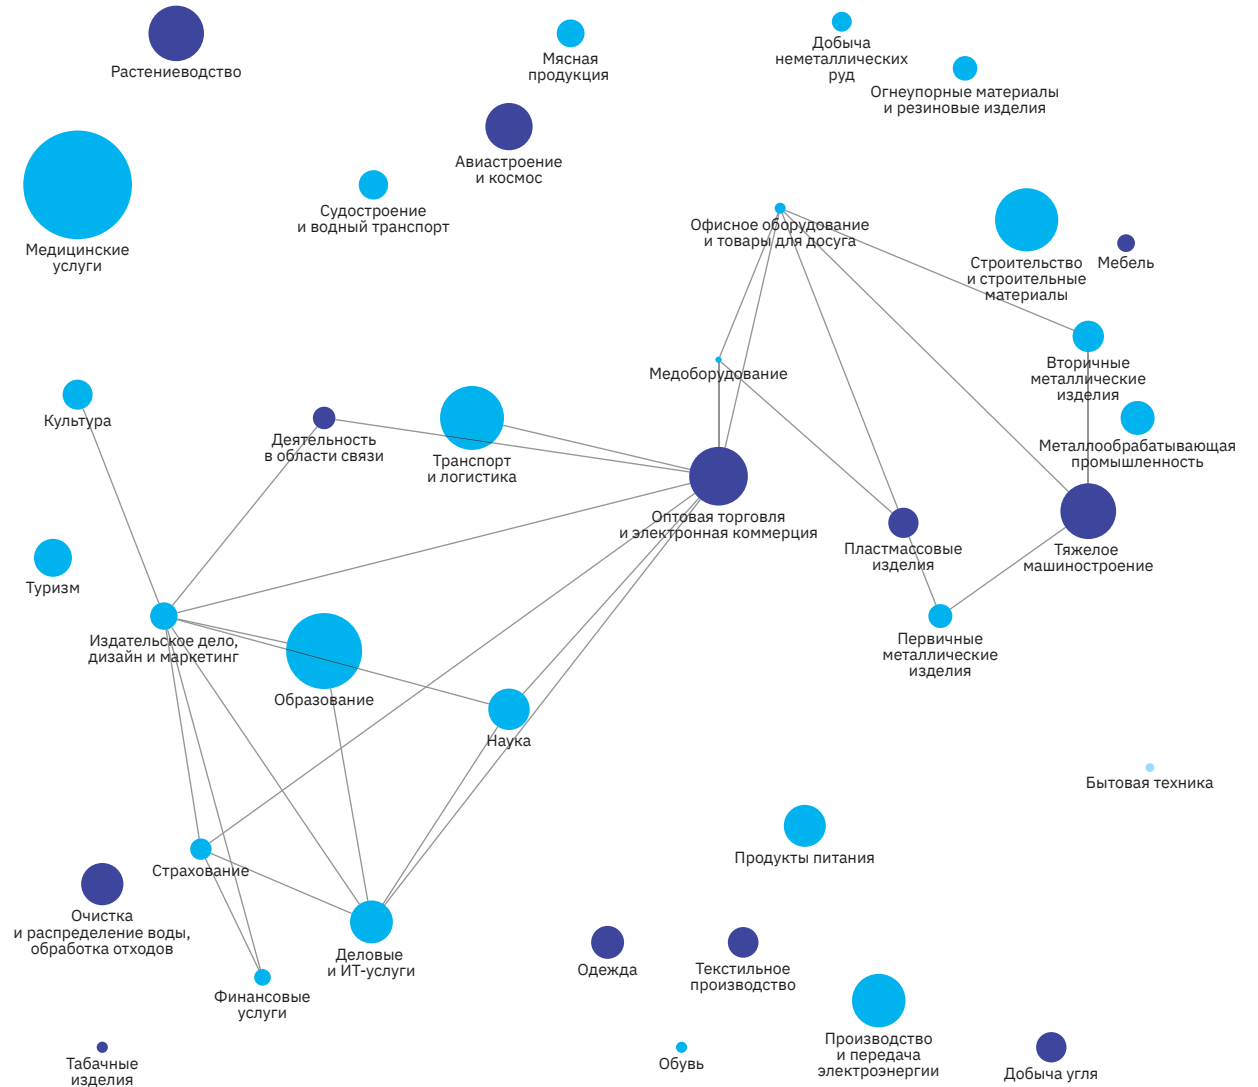 Растениеводство
Мясная
продукция
Добыча
неметаллических
руд
Огнеупорные материалы
и резиновые изделия
Авиастроение
и космос
Судостроение
и водный транспорт
Медицинские
услуги
Офисное оборудование
и товары для досуга
Строительство
и строительные
материалы
Мебель
Медоборудование
Вторичные
металлические
изделия
Культура
Деятельность
в области связи
Транспорт
и логистика
Металлообрабатывающая
промышленность
Оптовая торговля
и электронная коммерция
Пластмассовые
изделия
Тяжелое
машиностроение
Туризм
Издательское дело,
дизайн и маркетинг
Образование
Наука
Первичные
металлические
изделия
Бытовая техника
Продукты питания
Страхование
Очистка
и распределение воды,
обработка отходов
Деловые
и ИТ-услуги
Одежда
Текстильное
производство
Финансовые
услуги
Производство
и передача
электроэнергии
Табачные
изделия
Обувь
Добыча угля